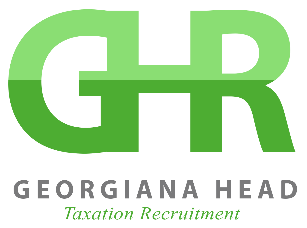 GHR
GEORGIANA HEAD
Taxation Recruitment